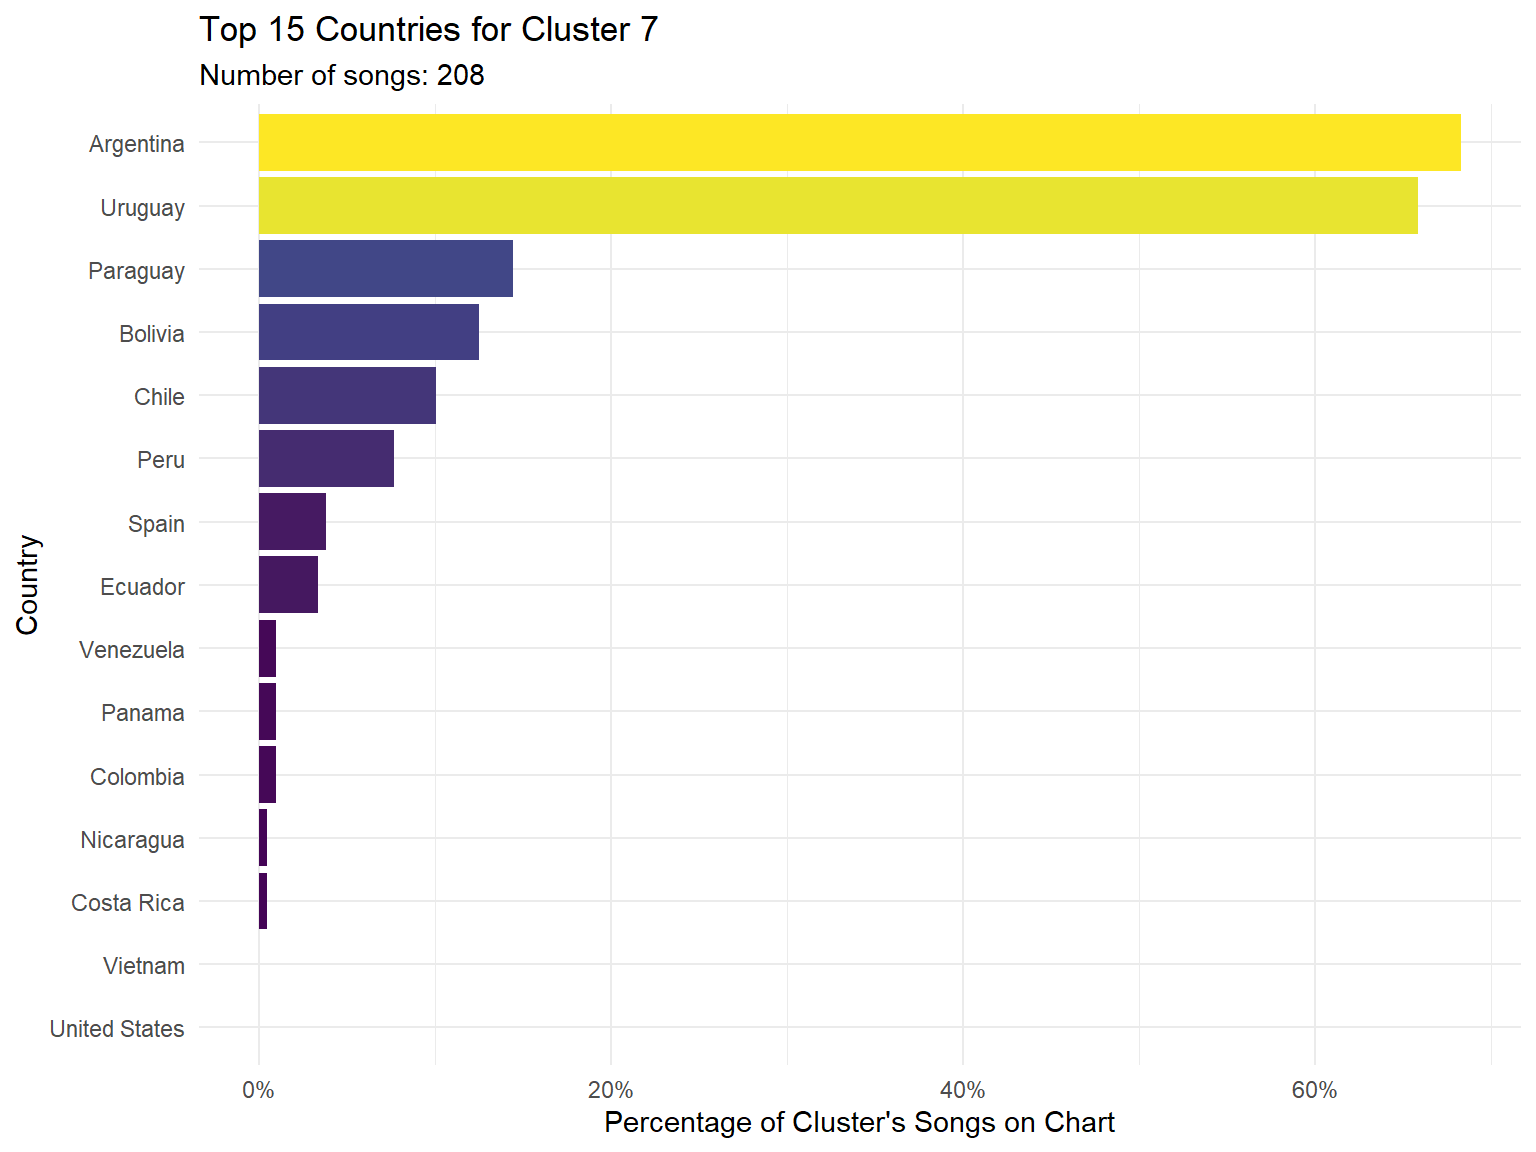 Top 15 Countries for Cluster 7
Number of songs: 208
Country
Argentina
Uruguay
Paraguay
Bolivia
Chile
Peru
Spain
Ecuador
Venezuela
Panama
Colombia
Nicaragua
Costa Rica
Vietnam
United States
0% 20% 40% 60%
Percentage of Cluster's Songs on Chart